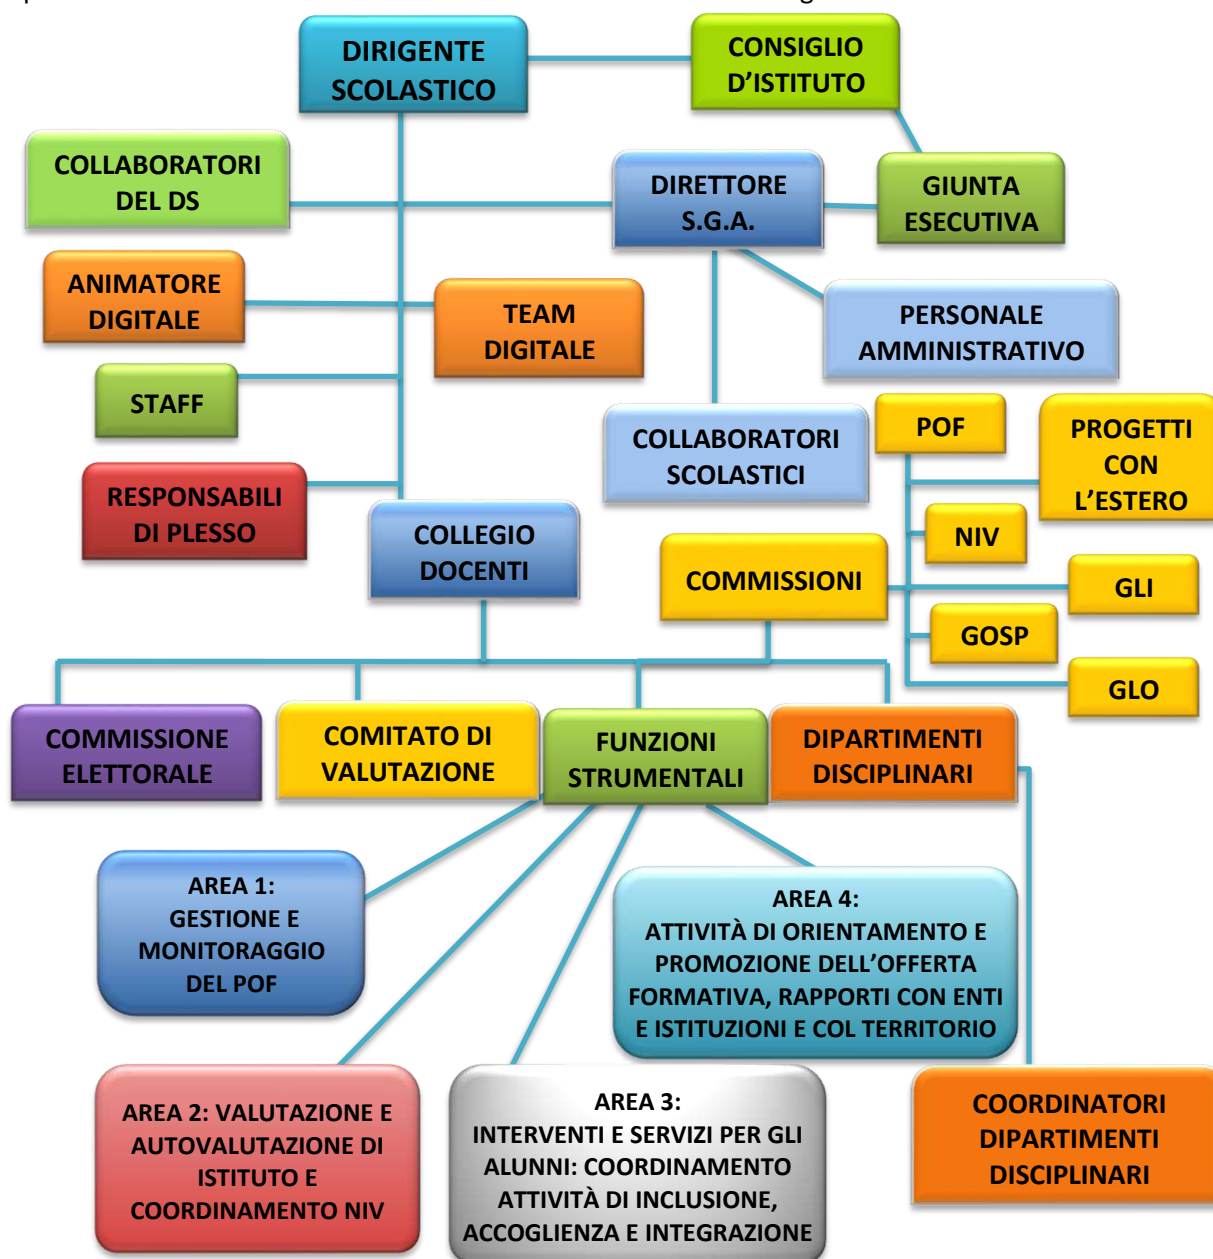 DIRIGENTE
SCOLASTICO
CONSIGLIO
D’ISTITUTO
COLLABORATORI
DEL DS
DIRETTORE
S.G.A.
GIUNTA
ESECUTIVA
ANIMATORE
DIGITALE
TEAM
DIGITALE
PERSONALE
AMMINISTRATIVO
STAFF
COLLABORATORI
SCOLASTICI
POF
PROGETTI
CON
L’ESTERO
RESPONSABILI
DI PLESSO
COLLEGIO
DOCENTI
NIV
COMMISSIONI
GLI
GOSP
GLO
COMMISSIONE
ELETTORALE
COMITATO DI
VALUTAZIONE
FUNZIONI
STRUMENTALI
DIPARTIMENTI
DISCIPLINARI
AREA 1:
GESTIONE E
MONITORAGGIO
DEL POF
AREA 4:
ATTIVITÀ DI ORIENTAMENTO E
PROMOZIONE DELL’OFFERTA
FORMATIVA, RAPPORTI CON ENTI
E ISTITUZIONI E COL TERRITORIO
AREA 2: VALUTAZIONE E
AUTOVALUTAZIONE DI
ISTITUTO E
COORDINAMENTO NIV
AREA 3:
INTERVENTI E SERVIZI PER GLI
ALUNNI: COORDINAMENTO
ATTIVITÀ DI INCLUSIONE,
ACCOGLIENZA E INTEGRAZIONE
COORDINATORI
DIPARTIMENTI
DISCIPLINARI